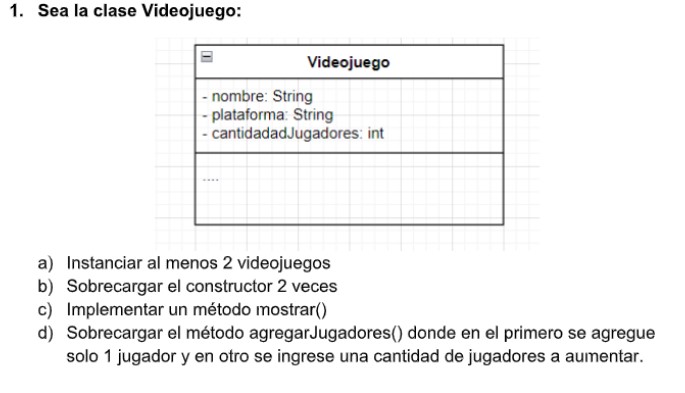 1. Sea la clase Videojuego:
Videojuego
- nombre: String
- plataforma: String
- cantidadadJugadores: int
....
a) Instanciar al menos 2 videojuegos
b) Sobrecargar el constructor 2 veces
c) Implementar un método mostrar()
d) Sobrecargar el método agregarJugadores() donde en el primero se agregue
solo 1 jugador y en otro se ingrese una cantidad de jugadores a aumentar.